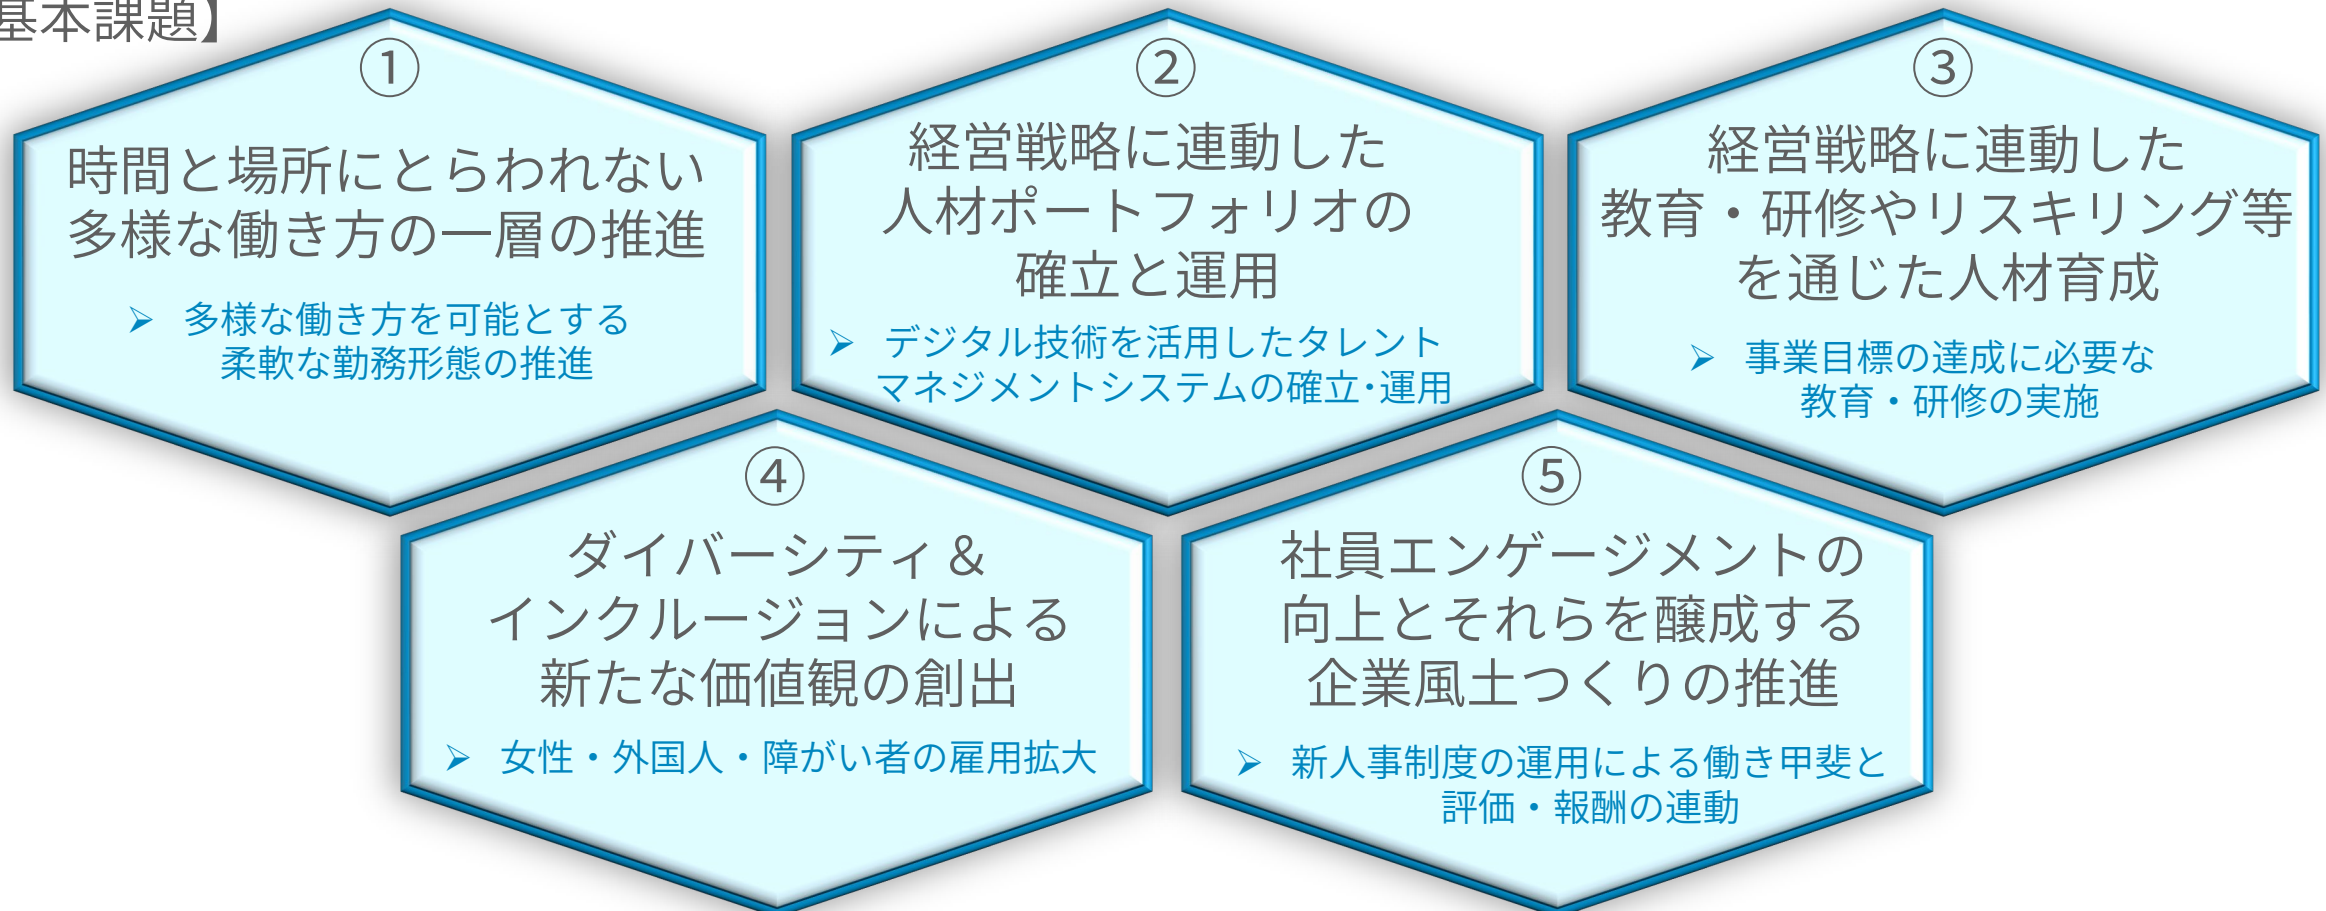 基本課題】
①
時間と場所にとらわれない
多様な働き方の一層の推進
➢ 多様な働き方を可能とする
柔軟な勤務形態の推進
②
経営戦略に連動した
人材ポートフォリオの
確立と運用
➢ デジタル技術を活用したタレント
マネジメントシステムの確立・運用
③
経営戦略に連動した
教育・研修やリスキリング等
を通じた人材育成
➢ 事業目標の達成に必要な
教育・研修の実施
④
ダイバーシティ＆
インクルージョンによる
新たな価値観の創出
➢ 女性・外国人・障がい者の雇用拡大
⑤
社員エンゲージメントの
向上とそれらを醸成する
企業風土つくりの推進
➢ 新人事制度の運用による働き甲斐と
評価・報酬の連動